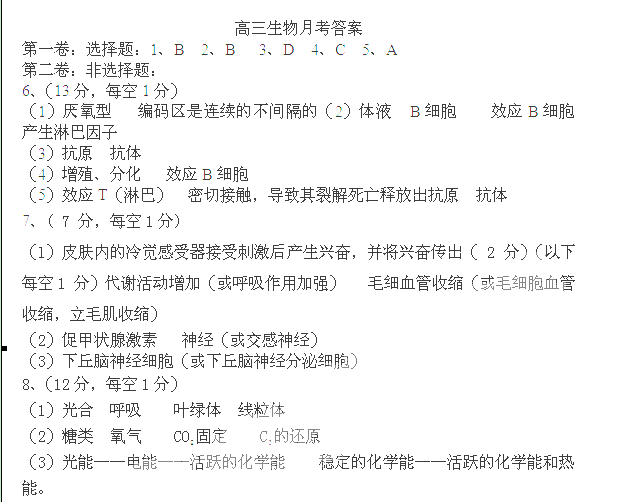 高三生物月考答案
第一卷：选择题：1、B 2、B 3、D 4、C 5、A
第二卷：非选择题：
6、（13分，每空1分）
（1）厌氧型 编码区是连续的不间隔的（2）体液 B细胞 效应B细胞
产生淋巴因子
（3）抗原 抗体
（4）增殖、分化 效应B细胞
（5）效应T（淋巴） 密切接触，导致其裂解死亡释放出抗原 抗体
7、（ 7 分，每空1分）
（1）皮肤内的冷觉感受器接受刺激后产生兴奋，并将兴奋传出（ 2 分）（以下
每空1 分）代谢活动增加（或呼吸作用加强） 毛细血管收缩（或毛细胞血管
收缩，立毛肌收缩）
（2）促甲状腺激素 神经（或交感神经）
（3）下丘脑神经细胞（或下丘脑神经分泌细胞）
8、（12分，每空1分）
（1）光合 呼吸 叶绿体 线粒体
（2）糖类 氧气 CO₂固定 C₃的还原
（3）光能——电能——活跃的化学能 稳定的化学能——活跃的化学能和热
能。